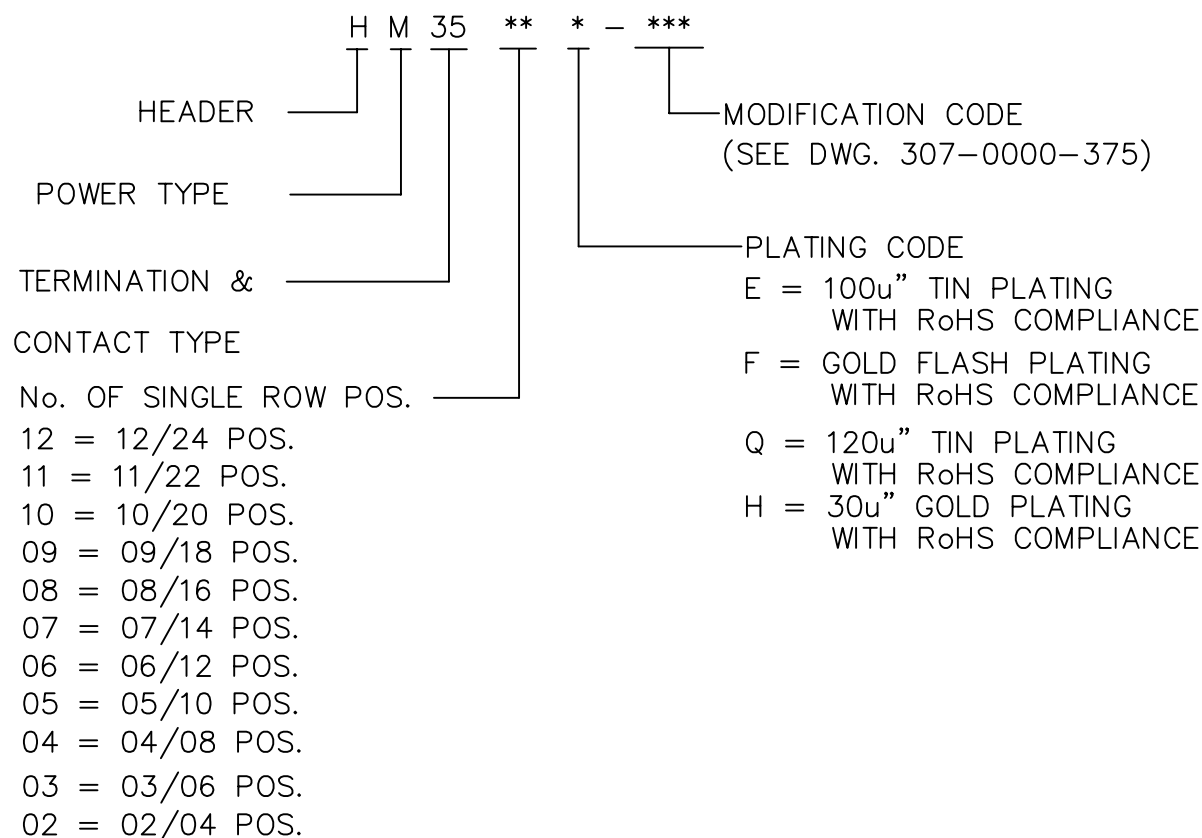 H M 35 ** * - ***
HEADER
POWER TYPE
TERMINATION &
CONTACT TYPE
No. OF SINGLE ROW POS.
12 = 12/24 POS.
11 = 11/22 POS.
10 = 10/20 POS.
09 = 09/18 POS.
08 = 08/16 POS.
07 = 07/14 POS.
06 = 06/12 POS.
05 = 05/10 POS.
04 = 04/08 POS.
03 = 03/06 POS.
02 = 02/04 POS.
MODIFICATION CODE
(SEE DWG. 307-0000-375)
PLATING CODE
E = 100u" TIN PLATING
WITH RoHS COMPLIANCE
F = GOLD FLASH PLATING
WITH RoHS COMPLIANCE
Q = 120u" TIN PLATING
WITH RoHS COMPLIANCE
H = 30u" GOLD PLATING
WITH RoHS COMPLIANCE